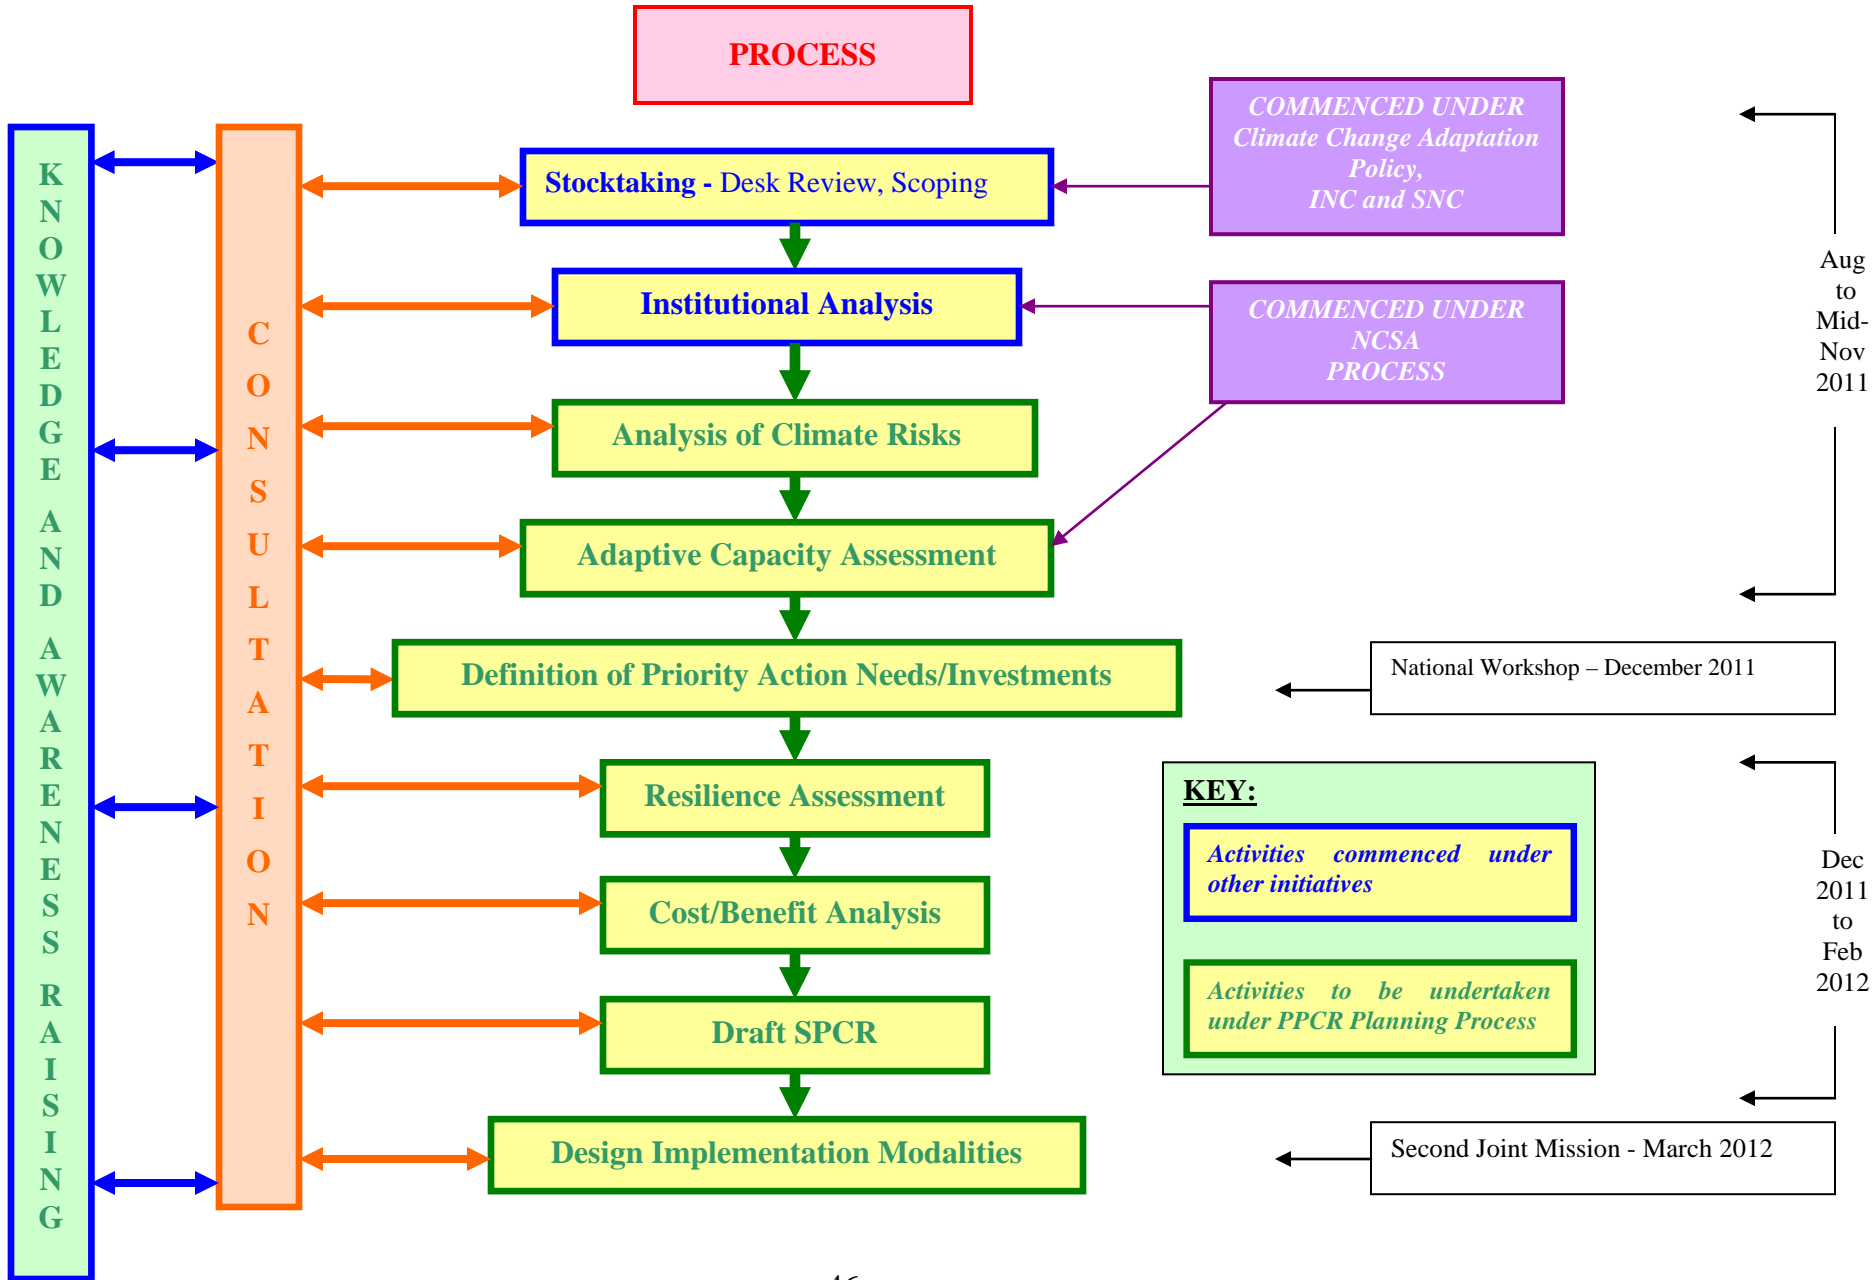 PROCESS
KNOWLEDGE AND AWARENESS RAISING
CONSULTATION
Stocktaking - Desk Review, Scoping
Institutional Analysis
Analysis of Climate Risks
Adaptive Capacity Assessment
Definition of Priority Action Needs/Investments
Resilience Assessment
Cost/Benefit Analysis
Draft SPCR
Design Implementation Modalities
COMMENCED UNDER
Climate Change Adaptation
Policy,
INC and SNC
COMMENCED UNDER
NCSA
PROCESS
Aug
to
Mid-
Nov
2011
National Workshop – December 2011
KEY:
Activities commenced under
other initiatives
Activities to be undertaken
under PPCR Planning Process
Dec
2011
to
Feb
2012
Second Joint Mission - March 2012